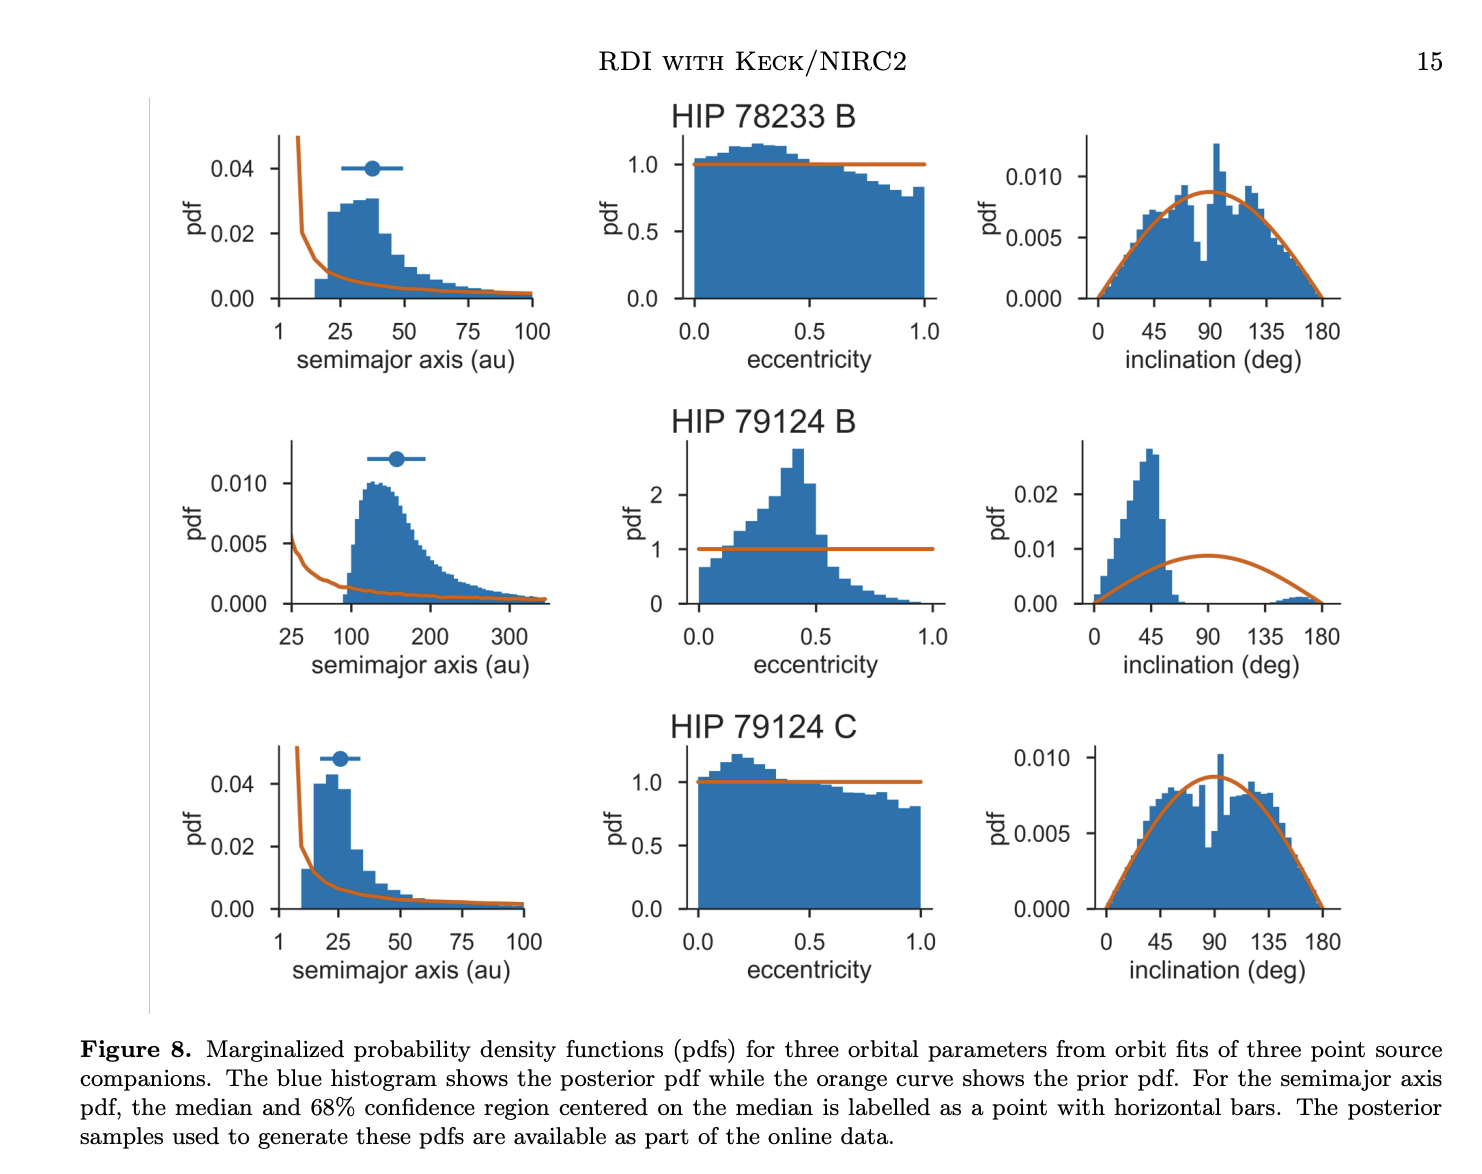 RDI WITH KECK/NIRC2 15
HIP 78233 B
pdf
0.04
0.02
0.00
1 25 50 75 100
semimajor axis (au)
pdf
1.0
0.5
0.0
0.0 0.5 1.0
eccentricity
pdf
0.010
0.005
0.000
0 45 90 135 180
inclination (deg)
HIP 79124 B
pdf
0.010
0.005
0.000
25 100 200 300
semimajor axis (au)
pdf
2
1
0
0.0 0.5 1.0
eccentricity
pdf
0.02
0.01
0.00
0 45 90 135 180
inclination (deg)
HIP 79124 C
pdf
0.04
0.02
0.00
1 25 50 75 100
semimajor axis (au)
pdf
1.0
0.5
0.0
0.0 0.5 1.0
eccentricity
pdf
0.010
0.005
0.000
0 45 90 135 180
inclination (deg)
Figure 8. Marginalized probability density functions (pdfs) for three orbital parameters from orbit fits of three point source
companions. The blue histogram shows the posterior pdf while the orange curve shows the prior pdf. For the semimajor axis
pdf, the median and 68% confidence region centered on the median is labelled as a point with horizontal bars. The posterior
samples used to generate these pdfs are available as part of the online data.